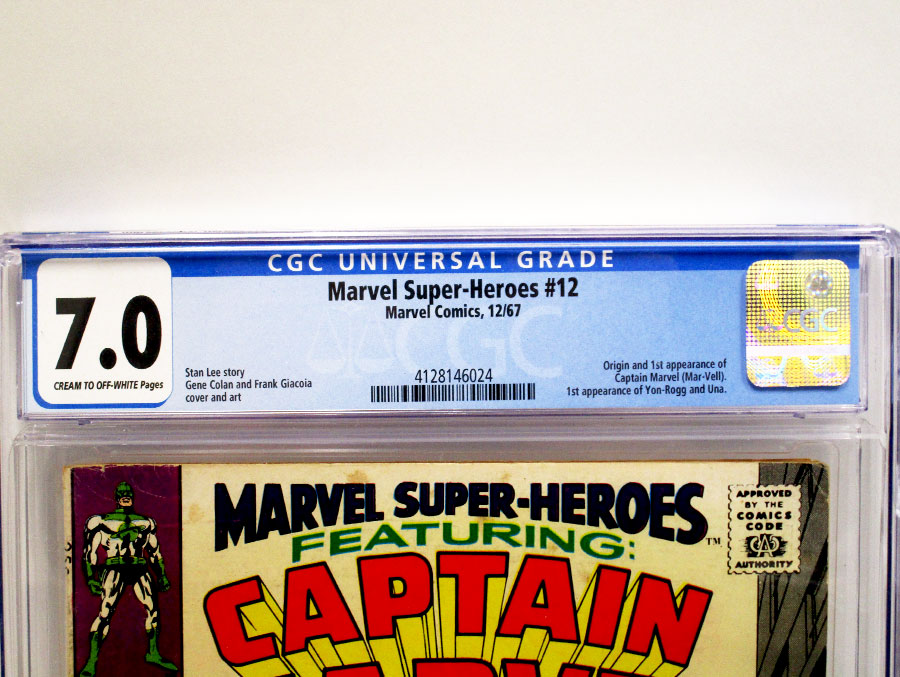 CGC UNIVERSAL GRADE
7.0
CREAM TO OFF-WHITE Pages
Marvel Super-Heroes #12
Marvel Comics, 12/67
CGC
Stan Lee story
Gene Colan and Frank Giacoia
cover and art
4128146024
Origin and 1st appearance of
Captain Marvel (Mar-Vell).
1st appearance of Yon-Rogg and Una.
CGC
MARVEL SUPER-HEROES
TM
FEATURING:
CAPTAIN
APPROVED
BY THE
COMICS
CODE
CA
AUTHORITY